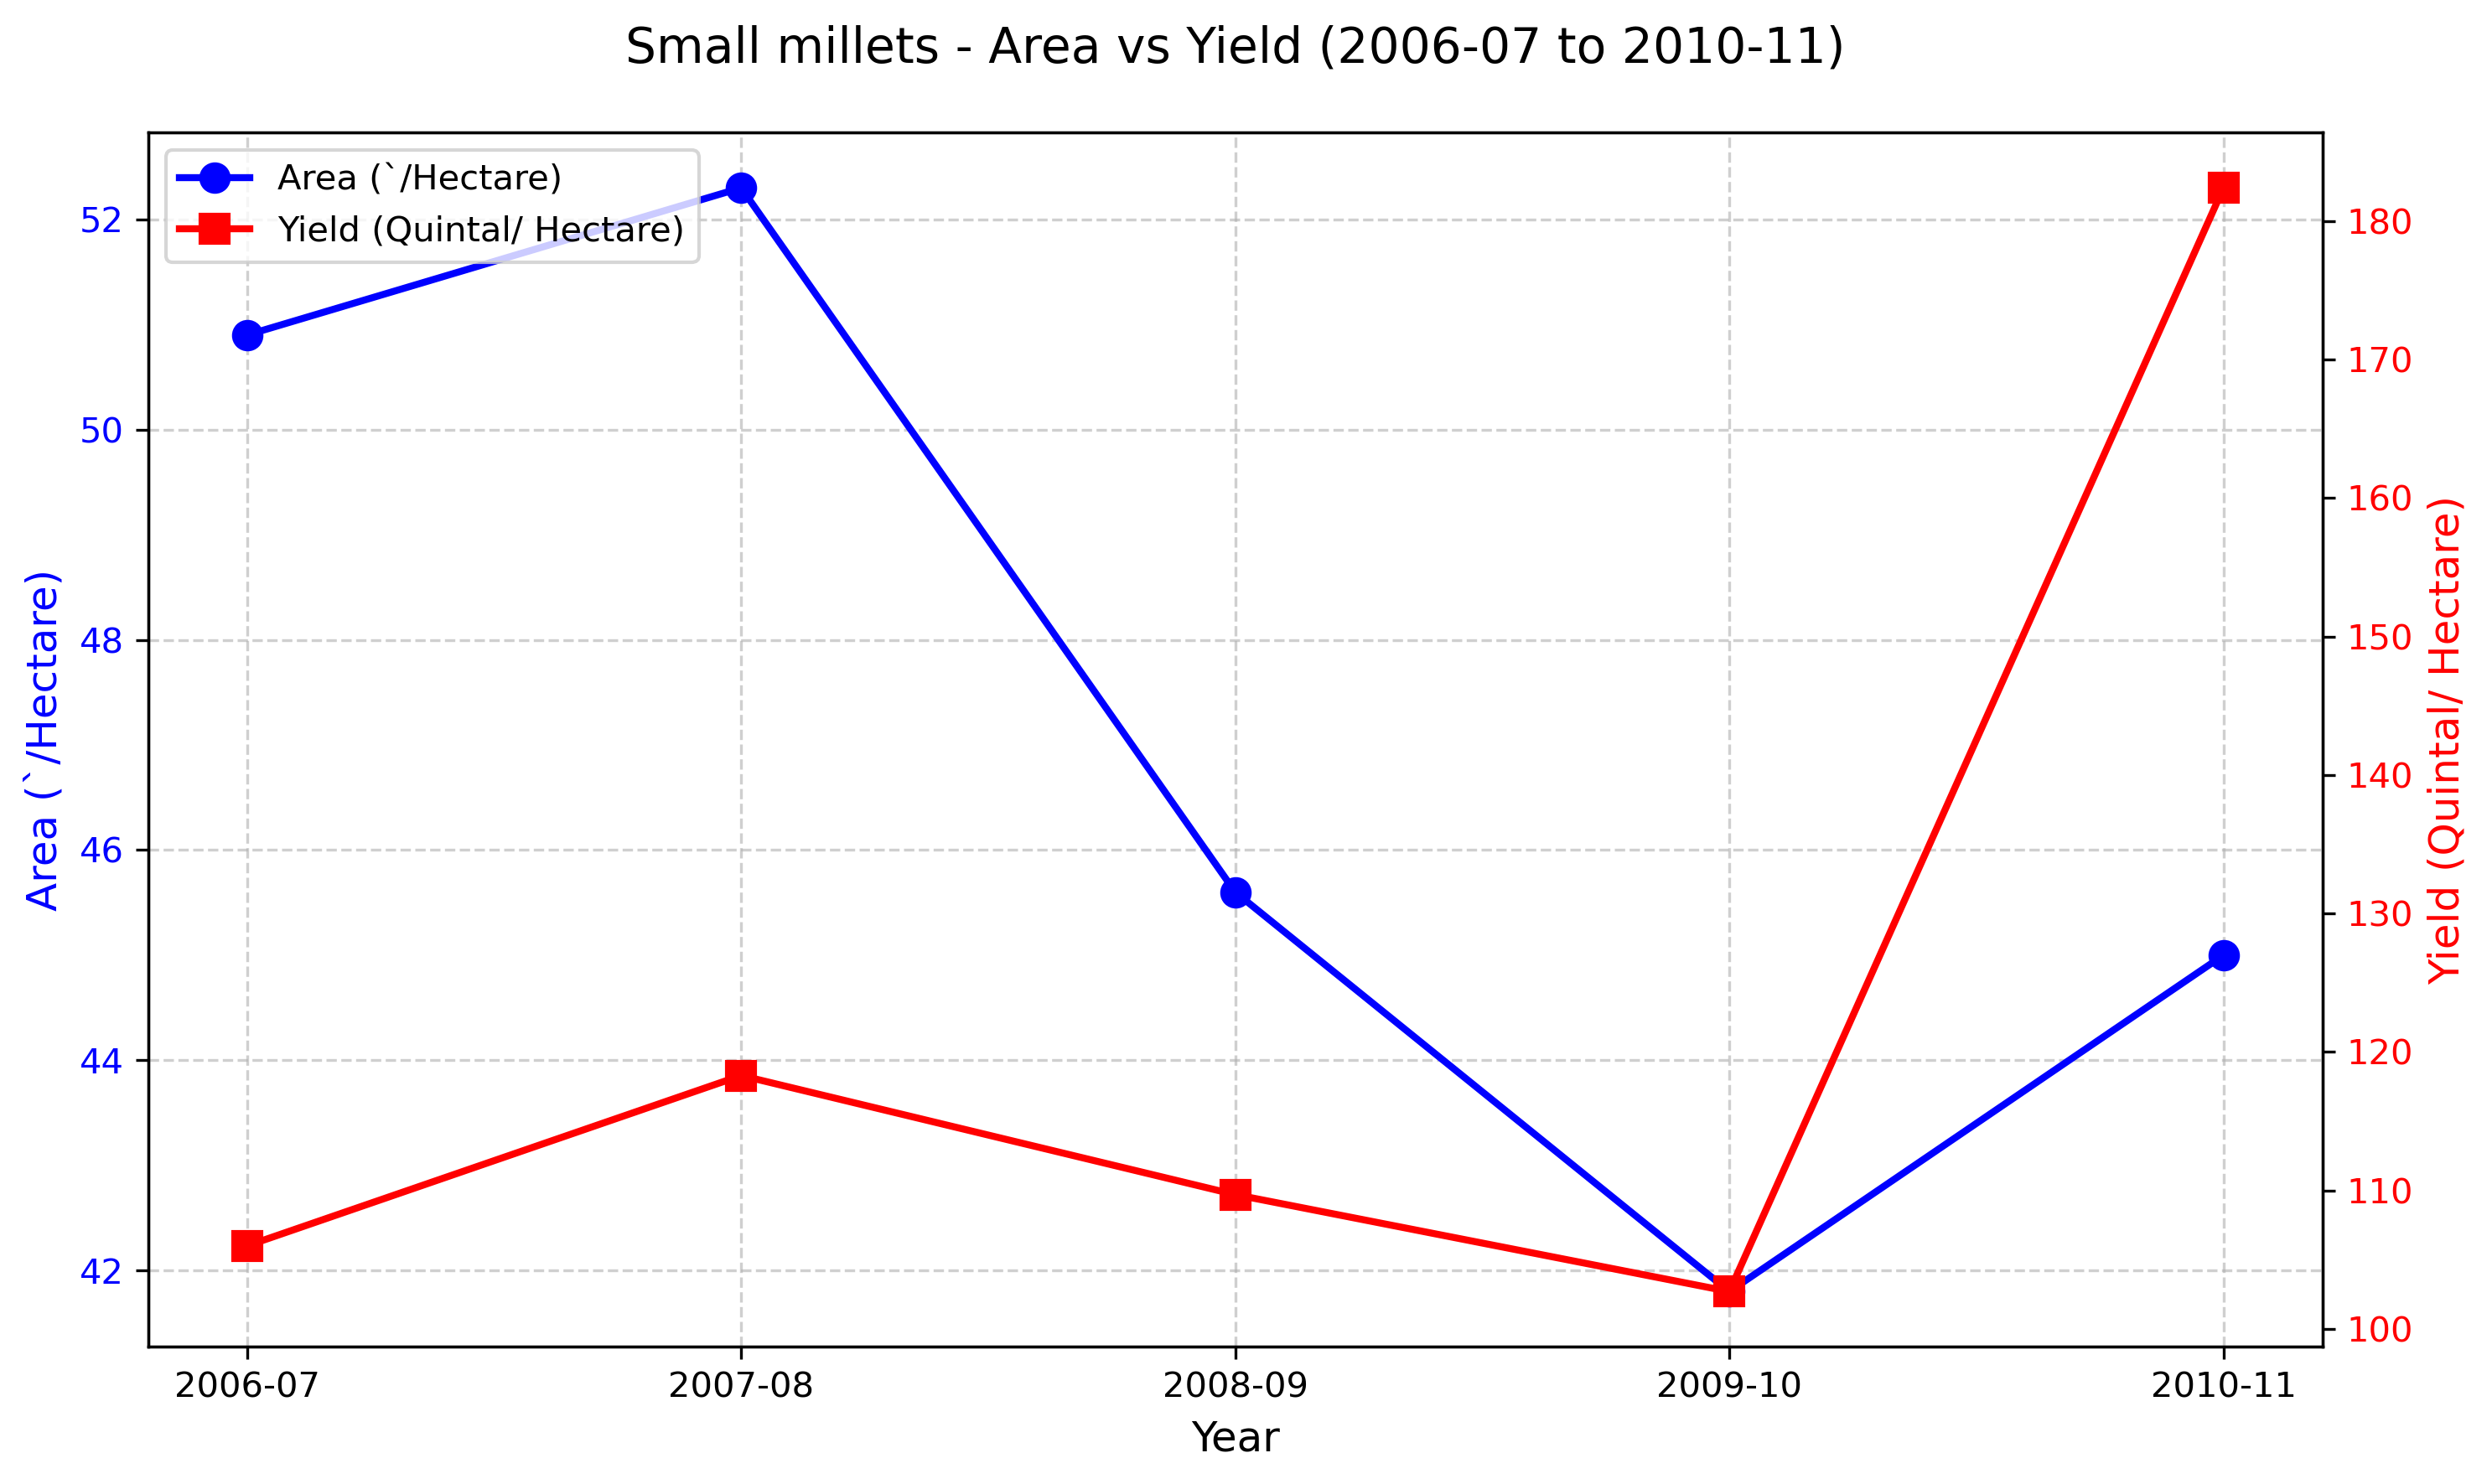 Small millets - Area vs Yield (2006-07 to 2010-11)
Area (`/Hectare)
Yield (Quintal/ Hectare)
52
50
48
46
44
42
Area (`/Hectare)
180
170
160
150
140
130
120
110
100
Yield (Quintal/ Hectare)
2006-07 2007-08 2008-09 2009-10 2010-11
Year